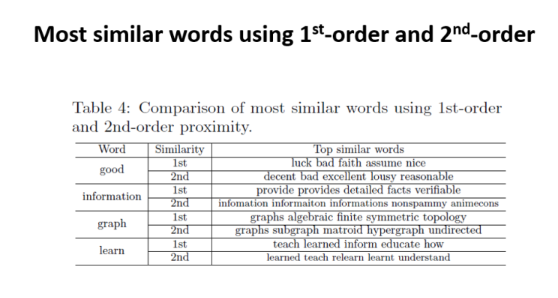 Most similar words using 1st-order and 2nd-order
Table 4: Comparison of most similar words using 1st-order
and 2nd-order proximity.
Word Similarity Top similar words
good 1st luck bad faith assume nice
2nd decent bad excellent lousy reasonable
information 1st provide provides detailed facts verifiable
2nd infomation informaiton informations nonspammy animecons
graph 1st graphs algebraic finite symmetric topology
2nd graphs subgraph matroid hypergraph undirected
learn 1st teach learned inform educate how
2nd learned teach relearn learnt understand